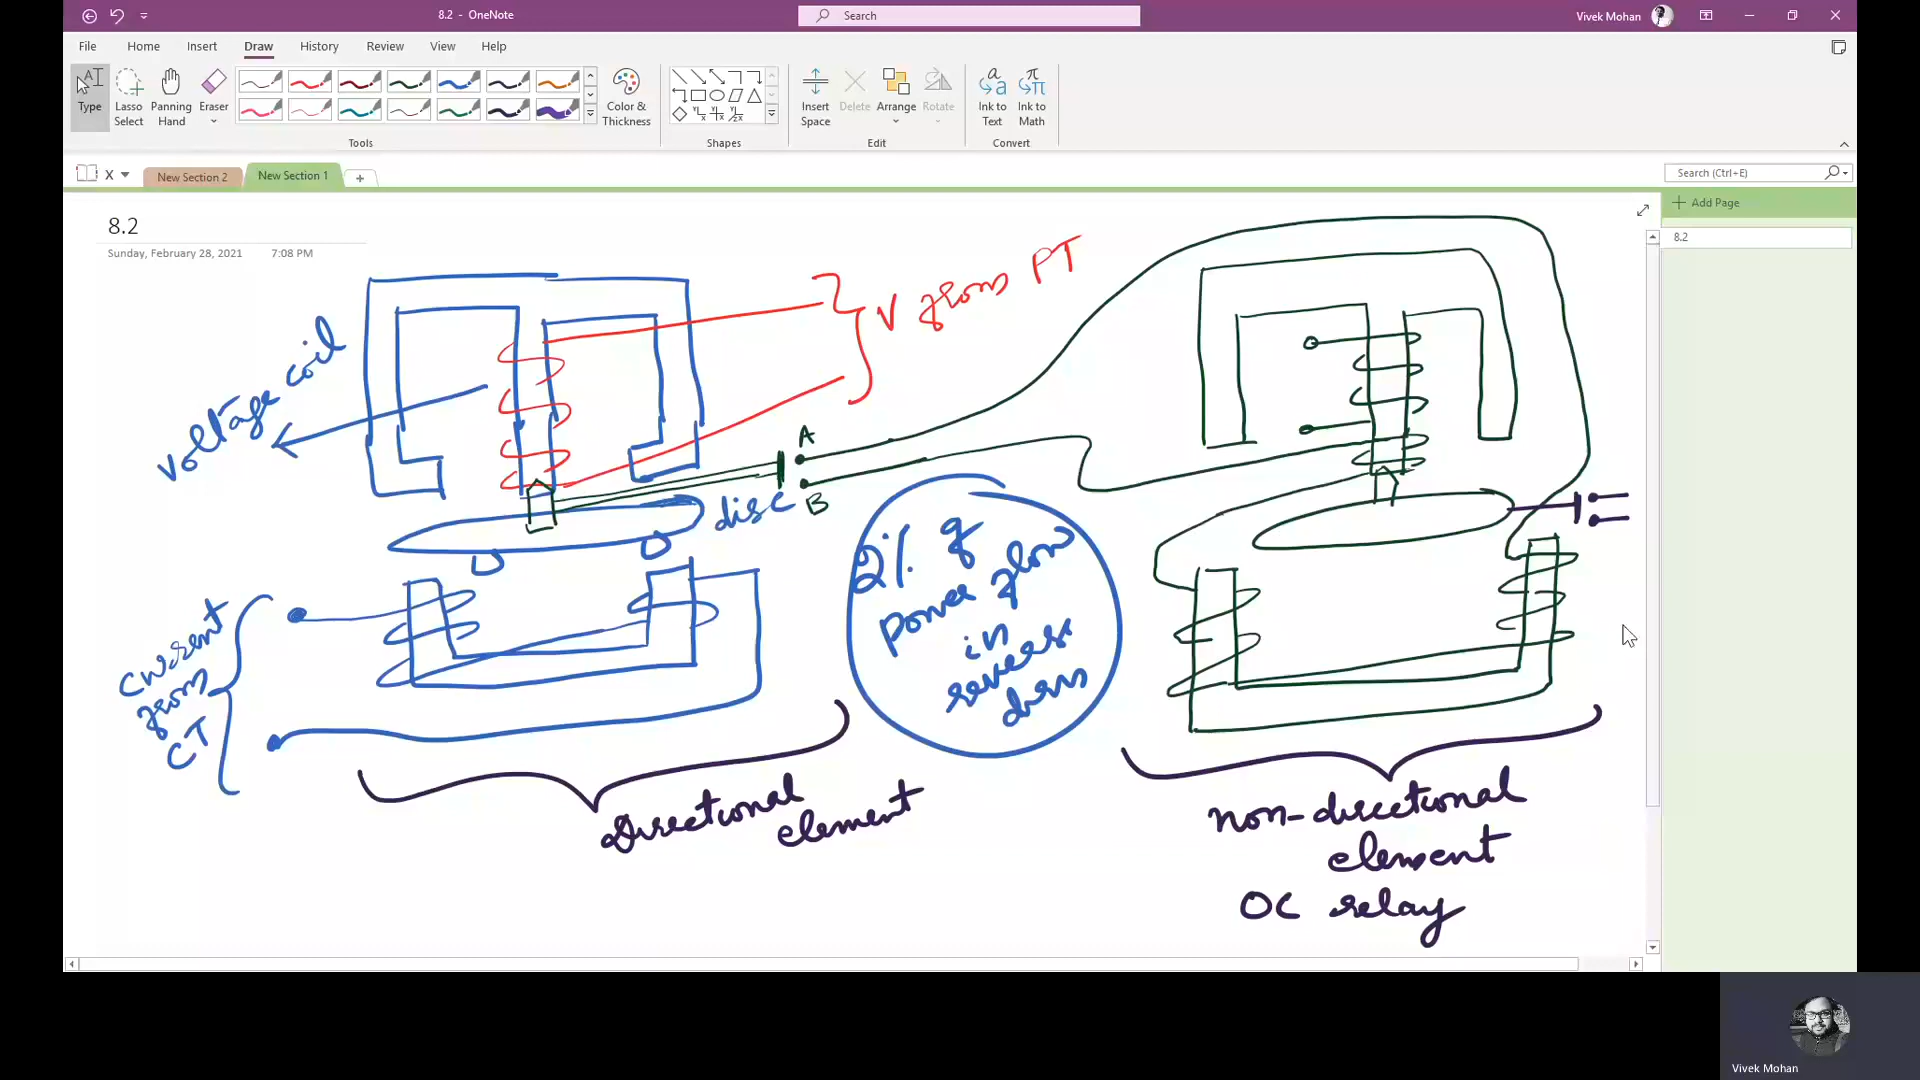 8.2 - OneNote
Search
Vivek Mohan
File Home Insert Draw History Review View Help
Type
Lasso
Select
Panning
Hand
Eraser
Color &
Thickness
Insert
Space
Delete
Arrange
Rotate
Ink to
Text
Ink to
Math
Tools
Shapes
Edit
Convert
X
New Section 2
New Section 1
Search (Ctrl+E)
Add Page
8.2
8.2
Sunday, February 28, 2021 7:08 PM
V from PT
voltage coil
A
B
disc
2% of
power flow
in
reverse
dirn
current
from
CT
Directional
element
Non-directional
element
OC relay
Vivek Mohan